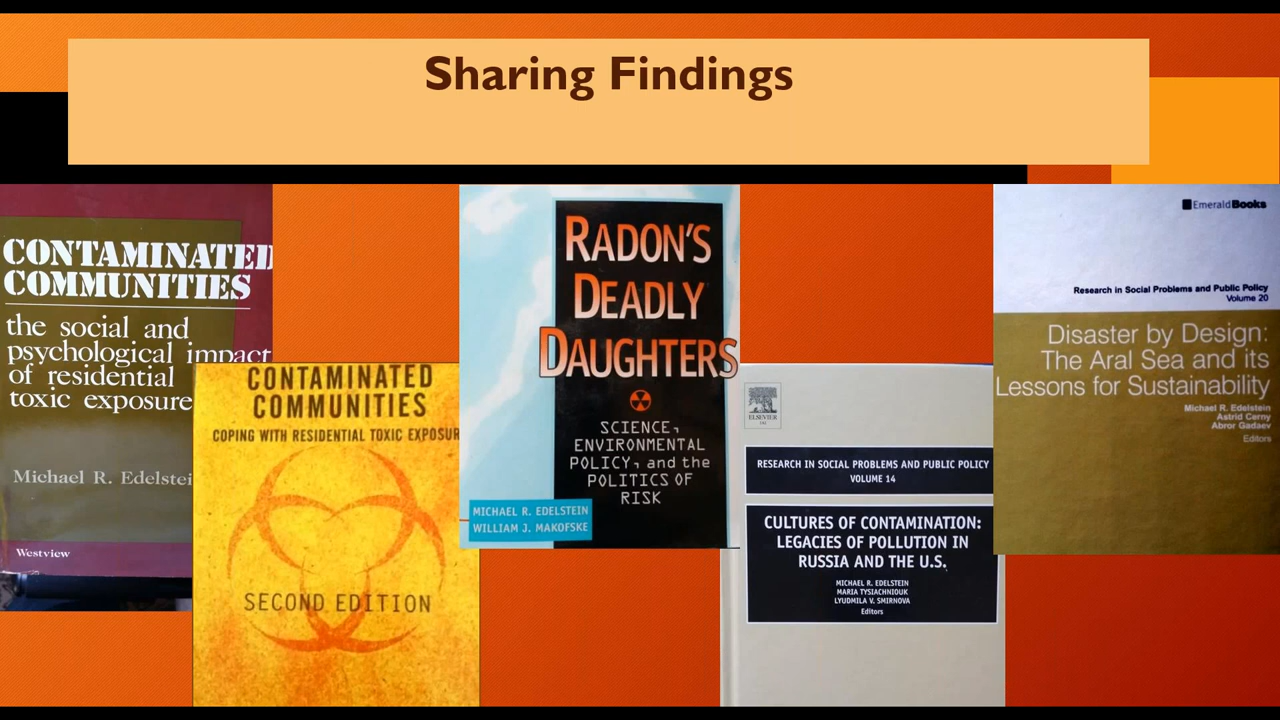 Sharing Findings
CONTAMINATED
COMMUNITIES
the social and
psychological impact
of residential
toxic exposure
Michael R. Edelstei
Westview
CONTAMINATED
COMMUNITIES
COPING WITH RESIDENTIAL TOXIC EXPOSUR
SECOND EDITION
RADON'S
DEADLY
DAUGHTERS
SCIENCE,
ENVIRONMENTAL
POLICY, and the
POLITICS OF
RISK
MICHAEL R. EDELSTEIN
WILLIAM J. MAKOFSKE
ELSEVIER
JAI
RESEARCH IN SOCIAL PROBLEMS AND PUBLIC POLICY
VOLUME 14
CULTURES OF CONTAMINATION:
LEGACIES OF POLLUTION IN
RUSSIA AND THE U.S.
MICHAEL R. EDELSTEIN
MARIA TYSIACHNIOUK
LYUDMILA V. SMIRNOVA
Editors
EmeraldBooks
Research in Social Problems and Public Policy
Volume 20
Disaster by Design:
The Aral Sea and its
Lessons for Sustainability
Michael R. Edelstein
Astrid Cerny
Abror Gadaev
Editors